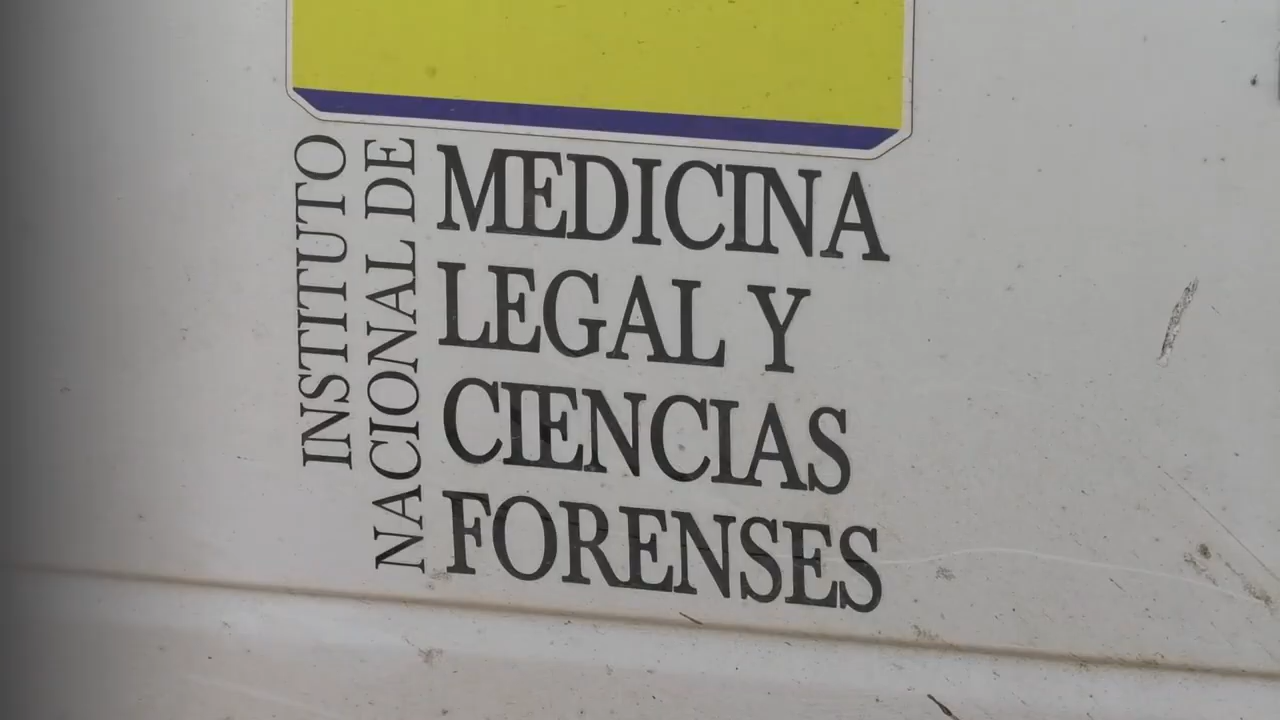 INSTITUTO
NACIONAL DE
MEDICINA
LEGAL Y
CIENCIAS
FORENSES